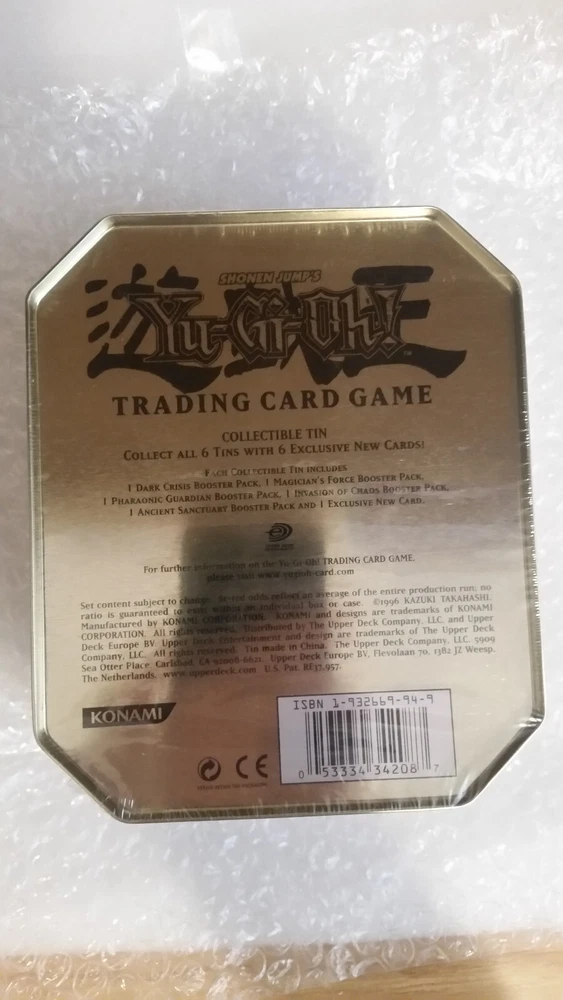 SHONEN JUMP'S
遊戯王
Yu-Gi-Oh!
TM
TRADING CARD GAME
COLLECTIBLE TIN
COLLECT ALL 6 TINS WITH 6 EXCLUSIVE NEW CARDS!
EACH COLLECTIBLE TIN INCLUDES
1 DARK CRISIS BOOSTER PACK, 1 MAGICIAN'S FORCE BOOSTER PACK,
1 PHARAONIC GUARDIAN BOOSTER PACK, 1 INVASION OF CHAOS BOOSTER PACK,
1 ANCIENT SANCTUARY BOOSTER PACK AND 1 EXCLUSIVE NEW CARD.
For further information on the Yu-Gi-Oh! TRADING CARD GAME,
please visit www.yugioh-card.com
Set content subject to change. Stated odds reflect an average of the entire production run; no
ratio is guaranteed to exist within an individual box or case. ©1996 KAZUKI TAKAHASHI.
Manufactured by KONAMI CORPORATION. KONAMI and designs are trademarks of KONAMI
CORPORATION. All rights reserved. Distributed by The Upper Deck Company, LLC. and Upper
Deck Europe BV. Upper Deck Entertainment and design are trademarks of The Upper Deck
Company, LLC. All rights reserved. Tin made in China. The Upper Deck Company, LLC. 5909
Sea Otter Place, Carlsbad, CA 92008-6621. Upper Deck Europe BV, Flevolaan 70, 1382 JZ Weesp,
The Netherlands. www.upperdeck.com U.S. Pat. RE37,957.
KONAMI
ISBN 1-932669-94-9
0 53334 34208 7
CE